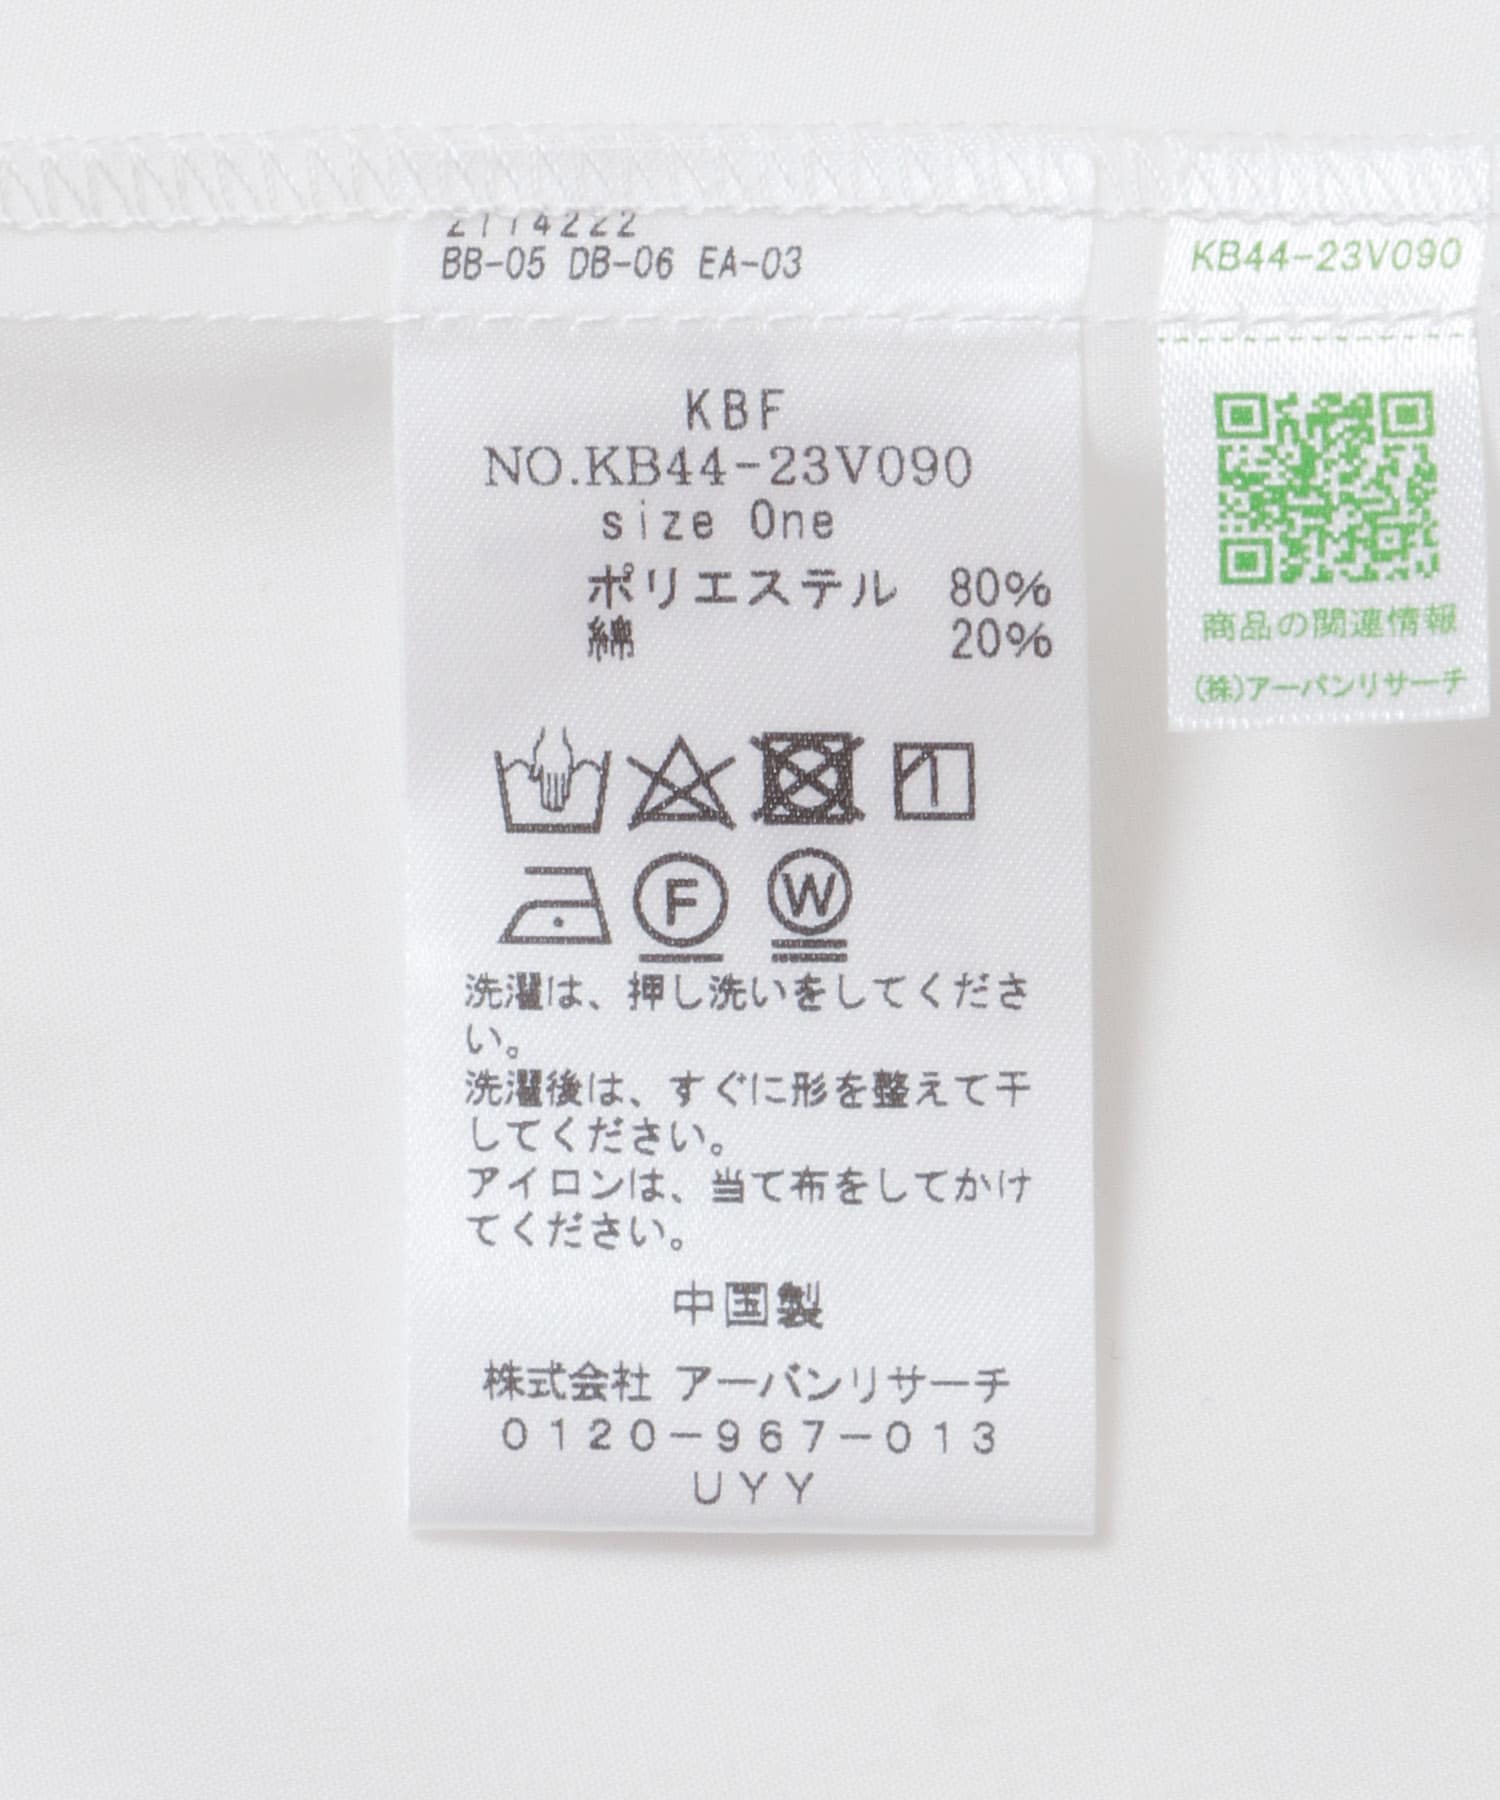 BB-05 DB-06 EA-03
KBF
NO.KB44-23V090
size One
ポリエステル 80%
綿 20%
F W
洗濯は、押し洗いをしてくださ
い。
洗濯後は、すぐに形を整えて干
してください。
アイロンは、当て布をしてかけ
てください。
中国製
株式会社 アーバンリサーチ
0120-967-013
UYY
KB44-23V090
商品の関連情報
(株)アーバンリサーチ